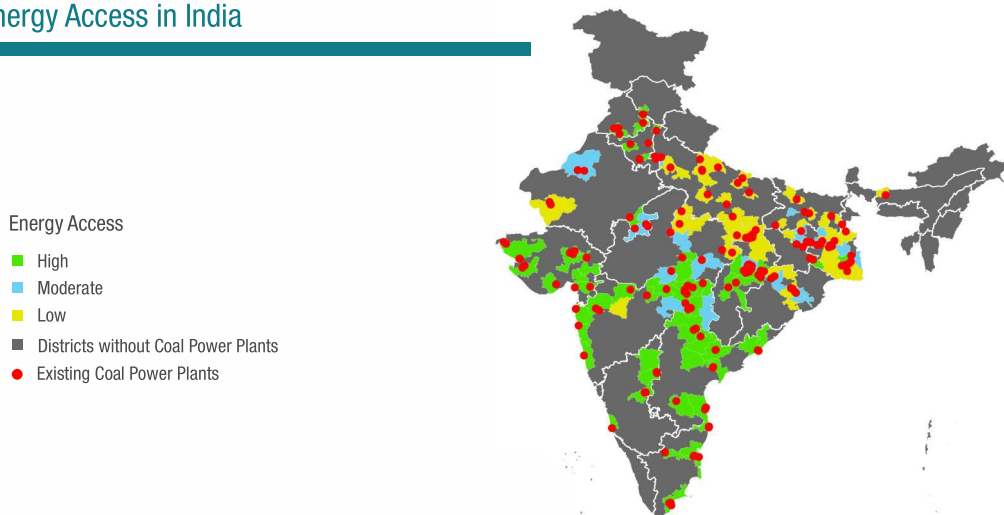 nergy Access in India
Energy Access
High
Moderate
Low
Districts without Coal Power Plants
Existing Coal Power Plants